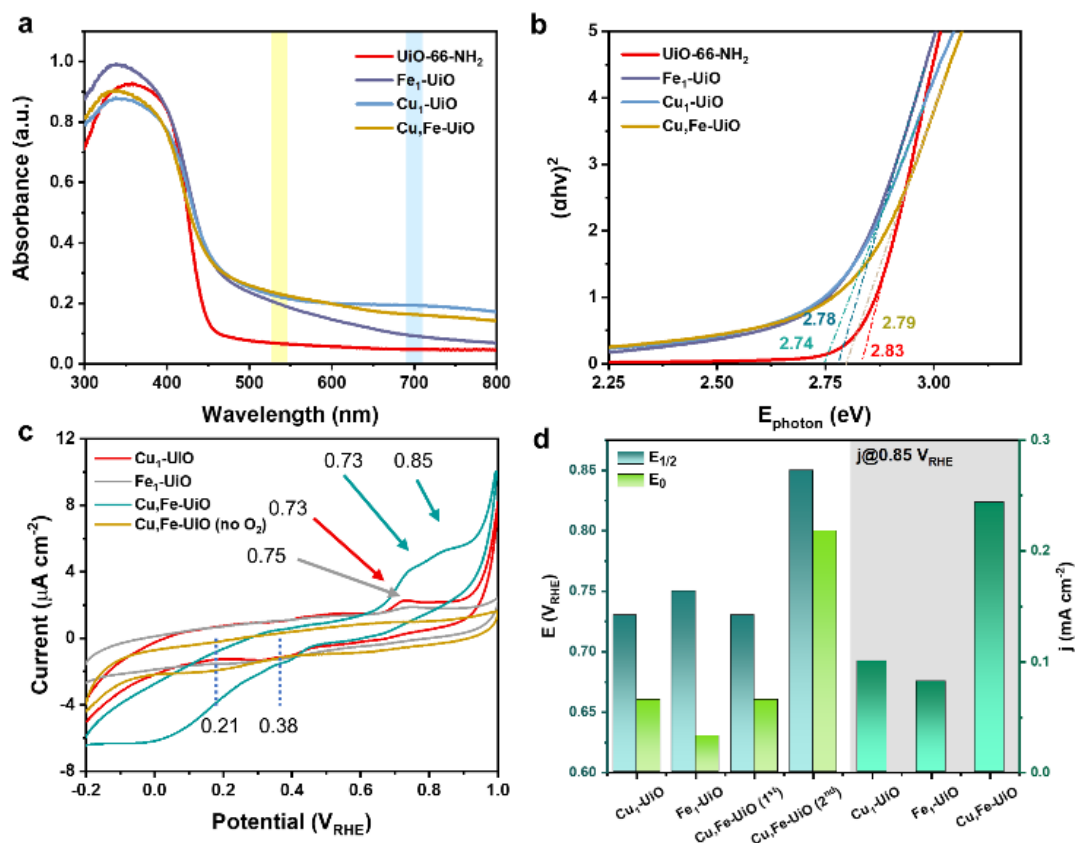 a
Absorbance (a.u.)
1.0
0.8
0.6
0.4
0.2
0.0
UiO-66-NH₂
Fe₁-UiO
Cu₁-UiO
Cu,Fe-UiO
300 400 500 600 700 800
Wavelength (nm)
b
(αhν)²
5
4
3
2
1
0
UiO-66-NH₂
Fe₁-UiO
Cu₁-UiO
Cu,Fe-UiO
2.78
2.74
2.79
2.83
2.25 2.50 2.75 3.00
E_photon (eV)
c
Current (μA cm⁻²)
12
8
4
0
-4
-8
Cu₁-UIO
Fe₁-UiO
Cu,Fe-UiO
Cu,Fe-UiO (no O₂)
0.73
0.85
0.73
0.75
0.21
0.38
-0.2 0.0 0.2 0.4 0.6 0.8 1.0
Potential (V_RHE)
d
E (V_RHE)
0.85
0.80
0.75
0.70
0.65
0.60
E₁/₂
E₀
j@0.85 V_RHE
0.3
0.2
0.1
0.0
j (mA cm⁻²)
Cu₁-UiO
Fe₁-UiO
Cu,Fe-UiO (1ˢᵗ)
Cu,Fe-UiO (2ⁿᵈ)
Cu₁-UiO
Fe₁-UiO
Cu,Fe-UiO